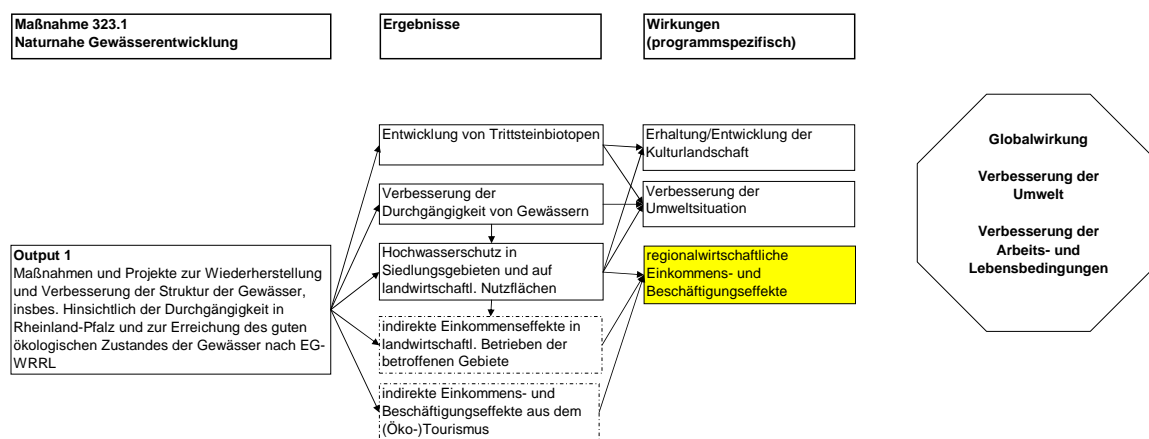 Maßnahme 323.1
Naturnahe Gewässerentwicklung
Ergebnisse
Wirkungen
(programmspezifisch)
Output 1
Maßnahmen und Projekte zur Wiederherstellung
und Verbesserung der Struktur der Gewässer,
insbes. Hinsichtlich der Durchgängigkeit in
Rheinland-Pfalz und zur Erreichung des guten
ökologischen Zustandes der Gewässer nach EG-
WRRL
Entwicklung von Trittsteinbiotopen
Verbesserung der
Durchgängigkeit von Gewässern
Hochwasserschutz in
Siedlungsgebieten und auf
landwirtschaftl. Nutzflächen
indirekte Einkommenseffekte in
landwirtschaftl. Betrieben der
betroffenen Gebiete
indirekte Einkommens- und
Beschäftigungseffekte aus dem
(Öko-)Tourismus
Erhaltung/Entwicklung der
Kulturlandschaft
Verbesserung der
Umweltsituation
regionalwirtschaftliche
Einkommens- und
Beschäftigungseffekte
Globalwirkung
Verbesserung der
Umwelt
Verbesserung der
Arbeits- und
Lebensbedingungen